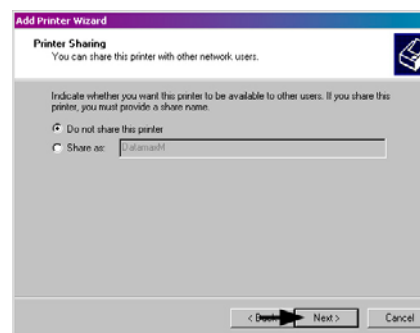 Add Printer Wizard
Printer Sharing
You can share this printer with other network users.
Indicate whether you want this printer to be available to other users. If you share this
printer, you must provide a share name.
Do not share this printer
Share as: DatamaxM
< Back
Next >
Cancel